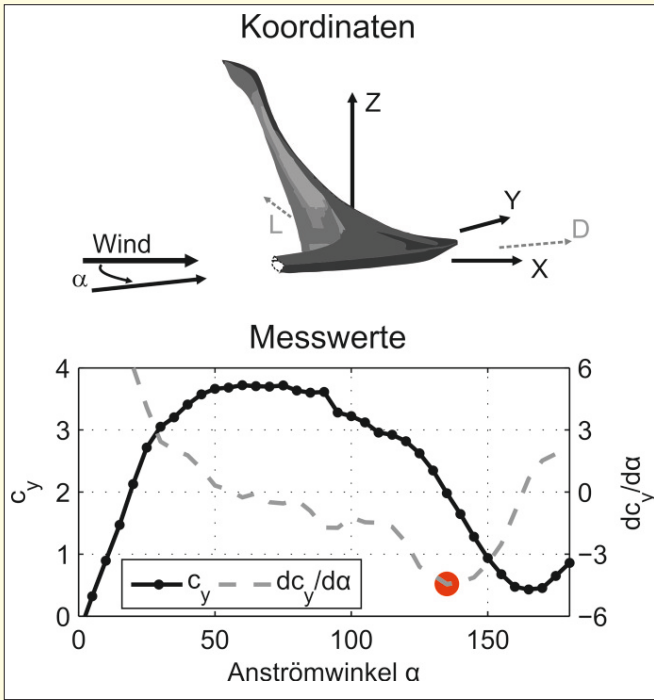 Koordinaten
Z
Y
L
D
Wind
α
X
Messwerte
4
3
2
1
0
c_y
6
3
0
−3
−6
dc_y/dα
c_y
dc_y/dα
0
50
100
150
Anströmwinkel α